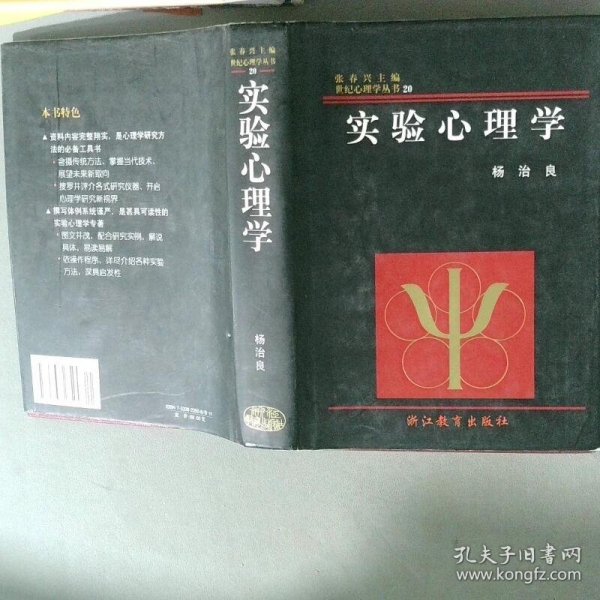 本书特色
▲ 资料内容完整翔实，是心理学研究方
法的必备工具书
·含摄传统方法、掌握当代技术、
展望未来新取向
·搜罗并评介各式研究仪器、开启
心理学研究新视界
▲ 撰写体例系统谨严，是甚具可读性的
实验心理学专著
·图文并茂、配合研究实例，解说
具体、易读易解
·依操作程序、详尽介绍各种实验
方法，深具启发性
张春兴主编
世纪心理学丛书
20
实验心理学
杨治良
张春兴主编
世纪心理学丛书20
实验心理学
杨治良
浙江教育出版社
孔夫子旧书网
www.kongfz.com